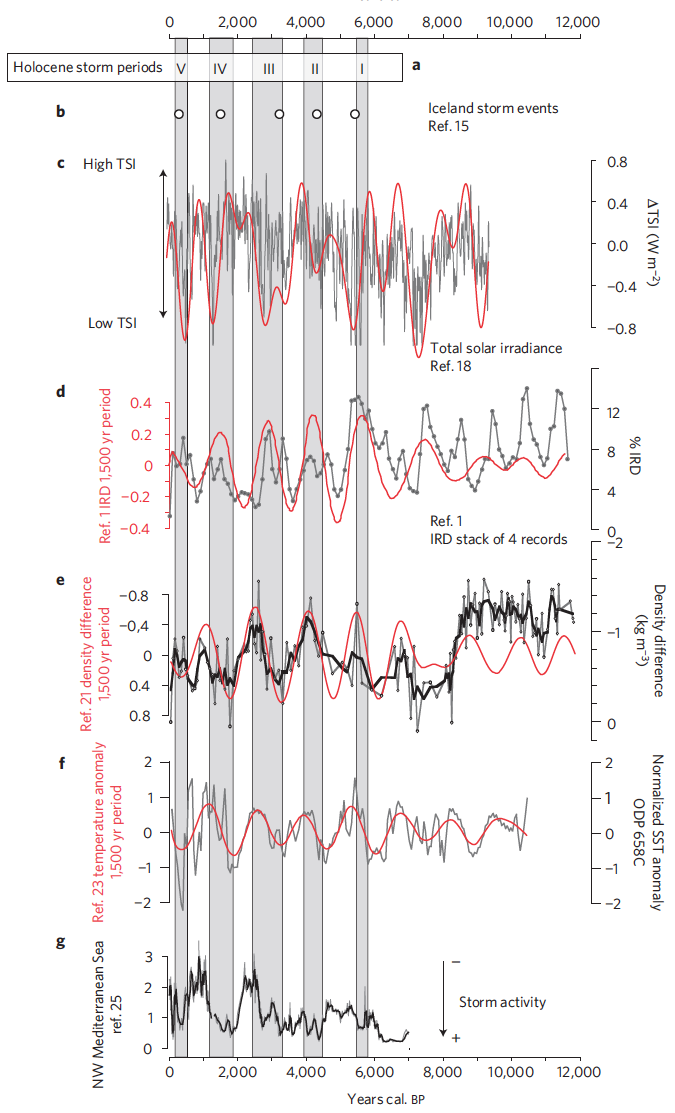 0 2,000 4,000 6,000 8,000 10,000 12,000
Holocene storm periods V IV III II I a
b
Iceland storm events
Ref. 15
c
High TSI
Low TSI
0.8
0.4
0.0
−0.4
−0.8
ΔTSI (W m−2)
Total solar irradiance
Ref. 18
d
Ref. 1 IRD 1,500 yr period
0.4
0.2
0
−0.2
−0.4
12
8
4
0
% IRD
Ref. 1
IRD stack of 4 records
e
Ref. 21 density difference
1,500 yr period
−0.8
−0,4
0
0.4
0.8
−2
−1
0
Density difference
(kg m−3)
f
Ref. 23 temperature anomaly
1,500 yr period
2
1
0
−1
−2
2
1
0
−1
−2
Normalized SST anomaly
ODP 658C
g
NW Mediterranean Sea
ref. 25
3
2
1
0
−
Storm activity
+
0 2,000 4,000 6,000 8,000 10,000 12,000
Years cal. BP